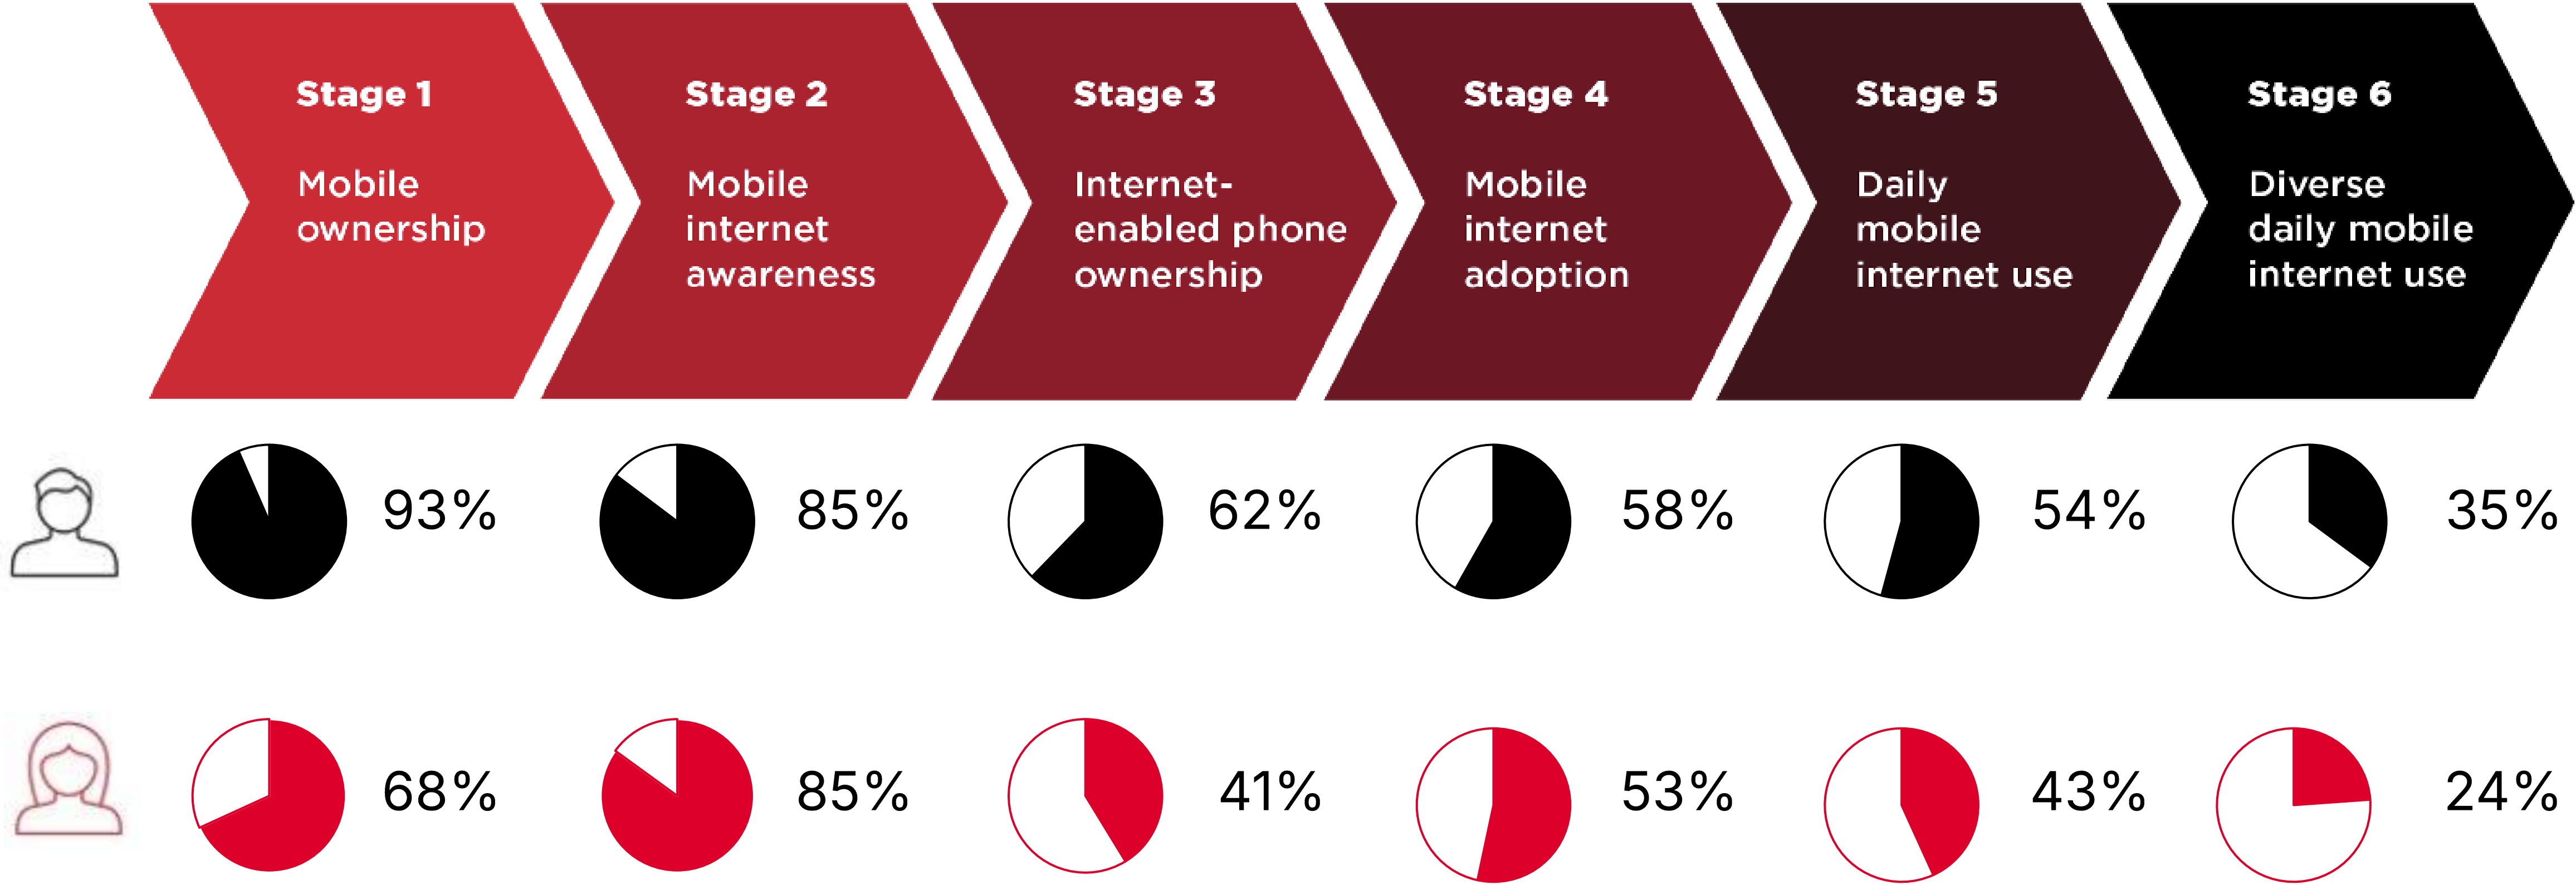 Stage 1
Mobile
ownership
Stage 2
Mobile
internet
awareness
Stage 3
Internet-
enabled phone
ownership
Stage 4
Mobile
internet
adoption
Stage 5
Daily
mobile
internet use
Stage 6
Diverse
daily mobile
internet use
93%
85%
62%
58%
54%
35%
68%
85%
41%
53%
43%
24%